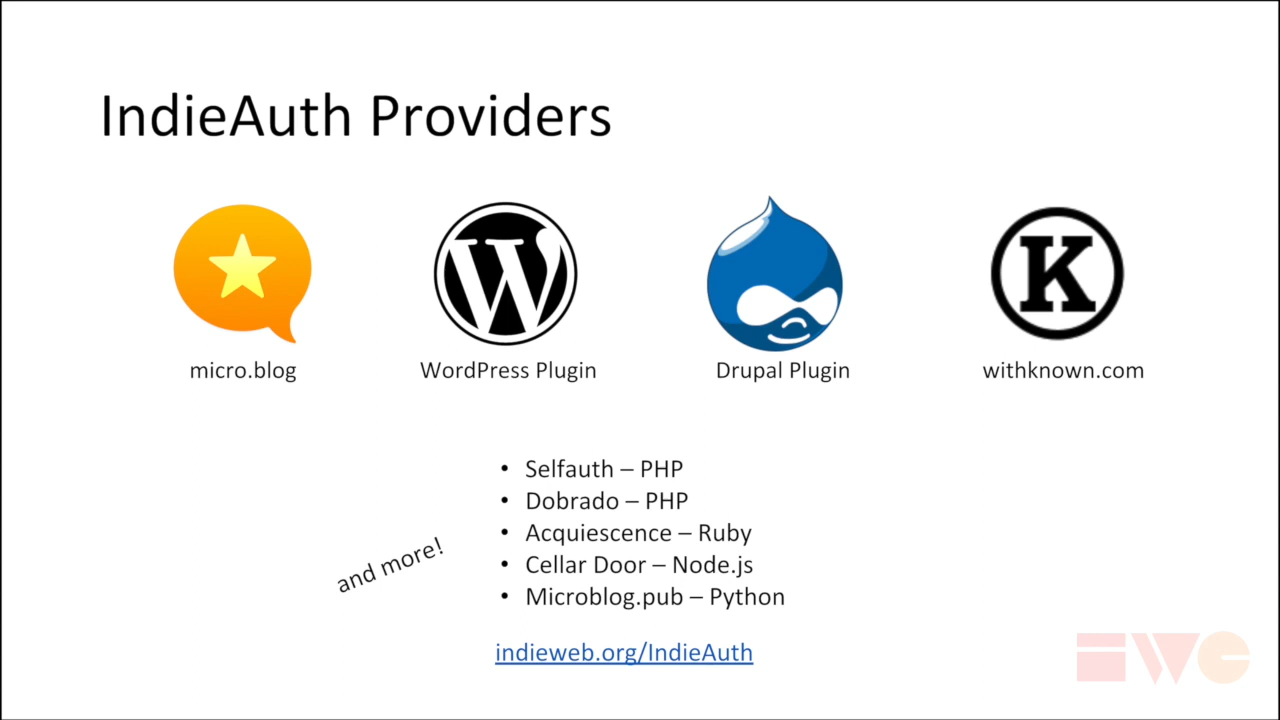 IndieAuth Providers
micro.blog
WordPress Plugin
Drupal Plugin
withknown.com
and more!
• Selfauth – PHP
• Dobrado – PHP
• Acquiescence – Ruby
• Cellar Door – Node.js
• Microblog.pub – Python
indieweb.org/IndieAuth